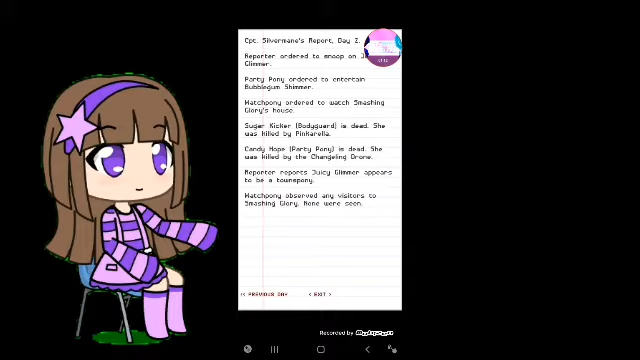 Cpt. Silvermane's Report, Day 2.
Reporter ordered to snoop on
Glimmer.
Party Pony ordered to entertain
Bubblegum Shimmer.
Watchpony ordered to watch Smashing
Glory's house.
Sugar Kicker (Bodyguard) is dead. She
was killed by Pinkarella.
Candy Hope (Party Pony) is dead. She
was killed by the Changeling Drone.
Reporter reports Juicy Glimmer appears
to be a townspony.
Watchpony observed any visitors to
Smashing Glory. None were seen.
<< PREVIOUS DAY < EXIT >
Recorded by